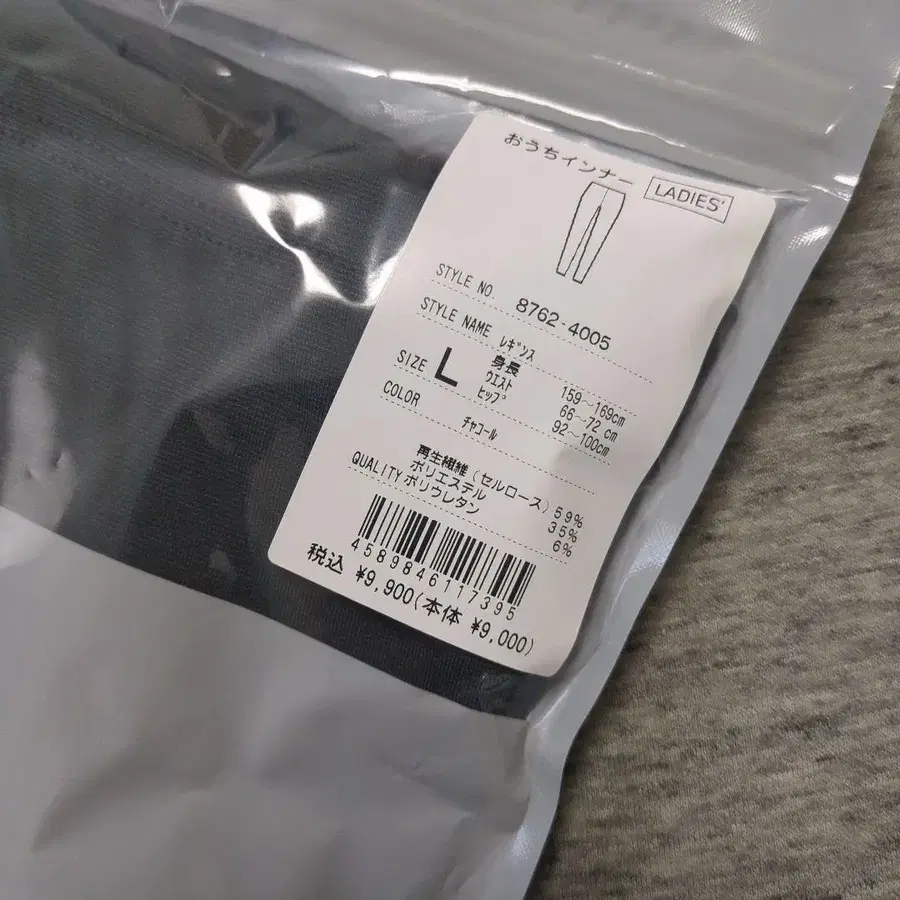 おうちインナー
LADIES'
STYLE NO. 8762-4005
STYLE NAME ﾚｷﾞﾝｽ
SIZE L 身長 159～169cm
ｳｴｽﾄ 66～72 cm
ﾋｯﾌﾟ 92～100cm
COLOR ﾁｬｺｰﾙ
QUALITY 再生繊維(セルロース) 59%
ポリエステル 35%
ポリウレタン 6%
4589846117395
税込 ¥9,900(本体 ¥9,000)